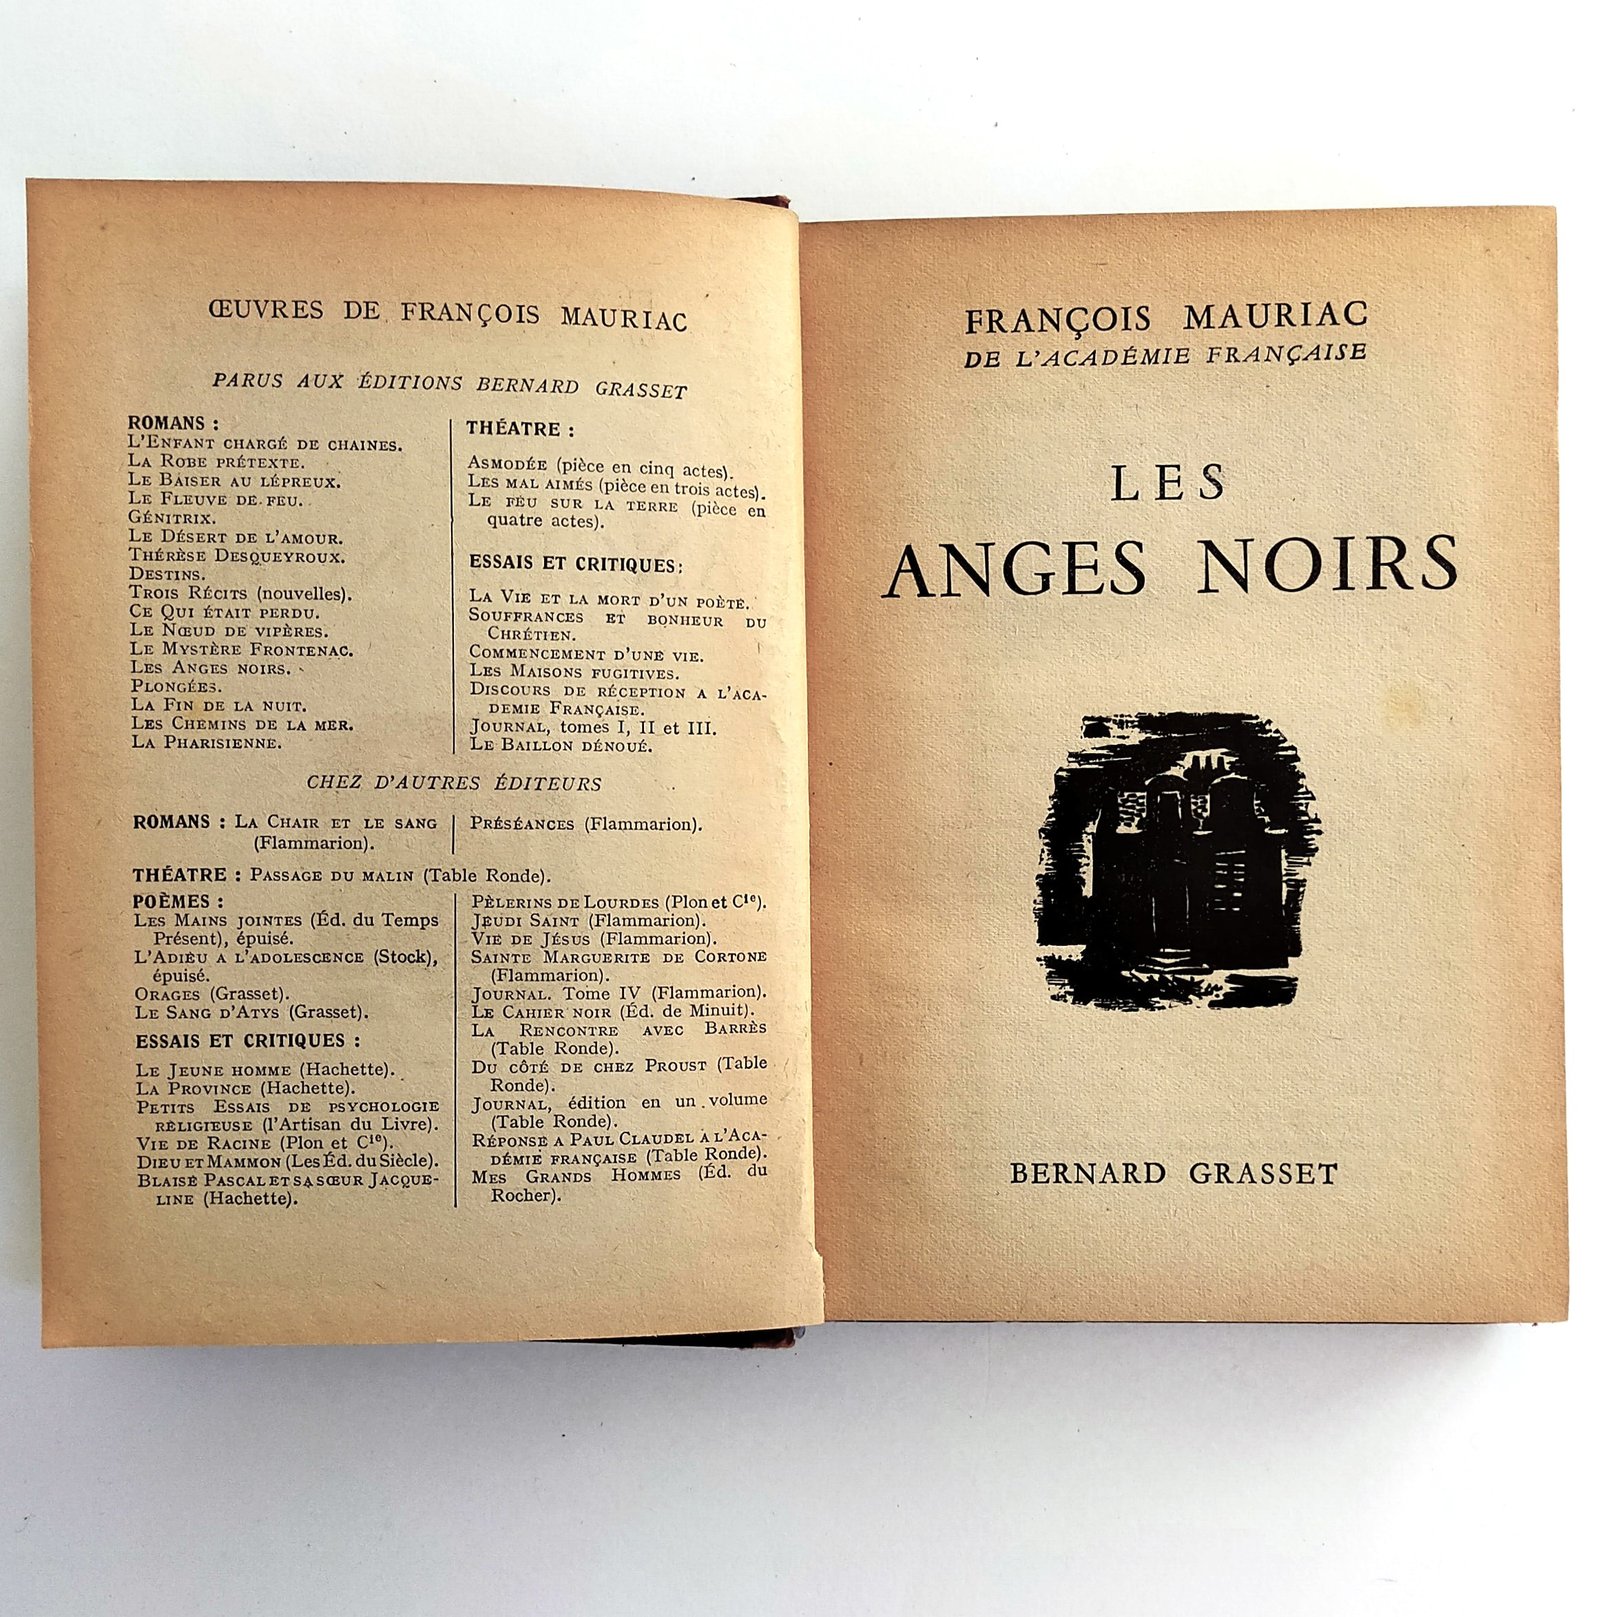 ŒUVRES DE FRANÇOIS MAURIAC
PARUS AUX ÉDITIONS BERNARD GRASSET
ROMANS :
L'ENFANT CHARGÉ DE CHAINES.
LA ROBE PRÉTEXTE.
LE BAISER AU LÉPREUX.
LE FLEUVE DE FEU.
GÉNITRIX.
LE DÉSERT DE L'AMOUR.
THÉRÈSE DESQUEYROUX.
DESTINS.
TROIS RÉCITS (nouvelles).
CE QUI ÉTAIT PERDU.
LE NŒUD DE VIPÈRES.
LE MYSTÈRE FRONTENAC.
LES ANGES NOIRS.
PLONGÉES.
LA FIN DE LA NUIT.
LES CHEMINS DE LA MER.
LA PHARISIENNE.
THÉATRE :
ASMODÉE (pièce en cinq actes).
LES MAL AIMÉS (pièce en trois actes).
LE FEU SUR LA TERRE (pièce en
quatre actes).
ESSAIS ET CRITIQUES :
LA VIE ET LA MORT D'UN POÈTE.
SOUFFRANCES ET BONHEUR DU
CHRÉTIEN.
COMMENCEMENT D'UNE VIE.
LES MAISONS FUGITIVES.
DISCOURS DE RÉCEPTION A L'ACA-
DEMIE FRANÇAISE.
JOURNAL, tomes I, II et III.
LE BAILLON DÉNOUÉ.
CHEZ D'AUTRES ÉDITEURS
ROMANS : LA CHAIR ET LE SANG
(Flammarion).
PRÉSÉANCES (Flammarion).
THÉATRE : PASSAGE DU MALIN (Table Ronde).
POÈMES :
LES MAINS JOINTES (Éd. du Temps
Présent), épuisé.
L'ADIEU A L'ADOLESCENCE (Stock),
épuisé.
ORAGES (Grasset).
LE SANG D'ATYS (Grasset).
ESSAIS ET CRITIQUES :
LE JEUNE HOMME (Hachette).
LA PROVINCE (Hachette).
PETITS ESSAIS DE PSYCHOLOGIE
RELIGIEUSE (l'Artisan du Livre).
VIE DE RACINE (Plon et Cie).
DIEU ET MAMMON (Les Éd. du Siècle).
BLAISE PASCAL ET SA SŒUR JACQUE-
LINE (Hachette).
PÈLERINS DE LOURDES (Plon et Cie).
JEUDI SAINT (Flammarion).
VIE DE JÉSUS (Flammarion).
SAINTE MARGUERITE DE CORTONE
(Flammarion).
JOURNAL. Tome IV (Flammarion).
LE CAHIER NOIR (Éd. de Minuit).
LA RENCONTRE AVEC BARRÈS
(Table Ronde).
DU CÔTÉ DE CHEZ PROUST (Table
Ronde).
JOURNAL, édition en un volume
(Table Ronde).
RÉPONSE A PAUL CLAUDEL A L'ACA-
DÉMIE FRANÇAISE (Table Ronde).
MES GRANDS HOMMES (Éd. du
Rocher).
FRANÇOIS MAURIAC
DE L'ACADÉMIE FRANÇAISE
LES
ANGES NOIRS
BERNARD GRASSET